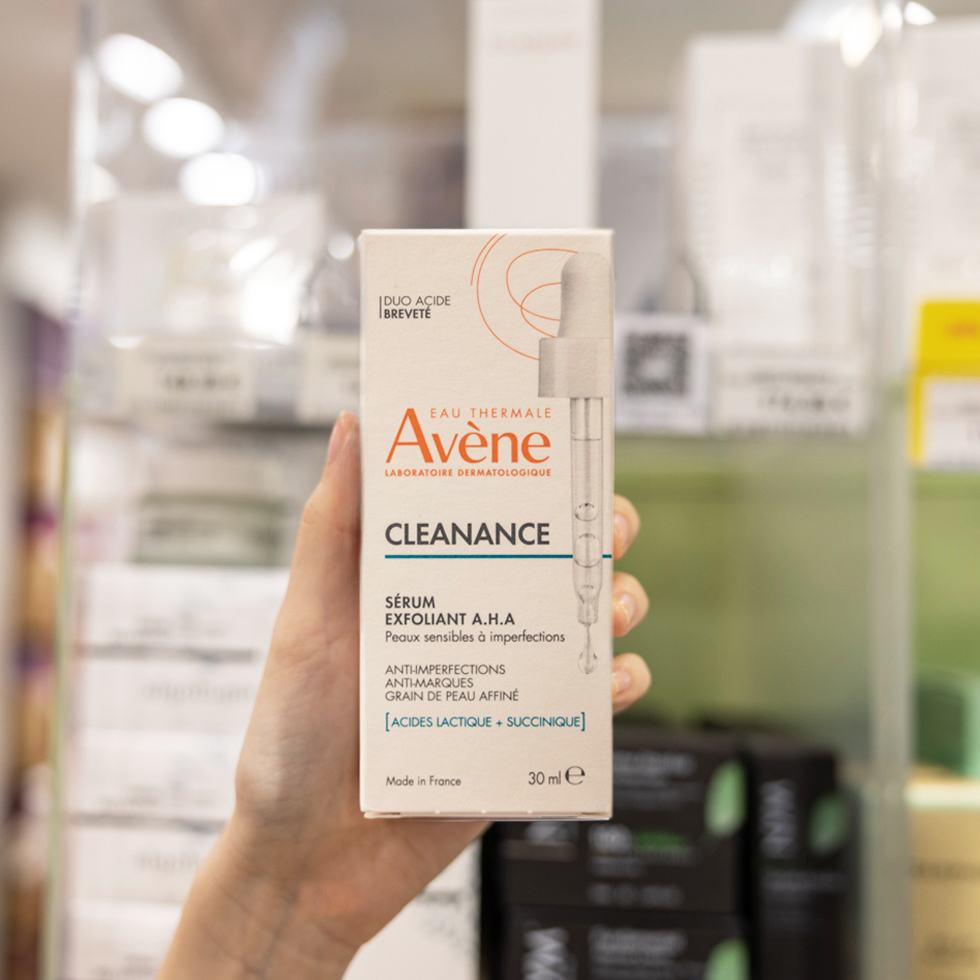 DUO ACIDE
BREVETÉ
EAU THERMALE
Avène
LABORATOIRE DERMATOLOGIQUE
CLEANANCE
SÉRUM
EXFOLIANT A.H.A
Peaux sensibles à imperfections
ANTI-IMPERFECTIONS
ANTI-MARQUES
GRAIN DE PEAU AFFINÉ
[ACIDES LACTIQUE + SUCCINIQUE]
Made in France
30 ml ℮